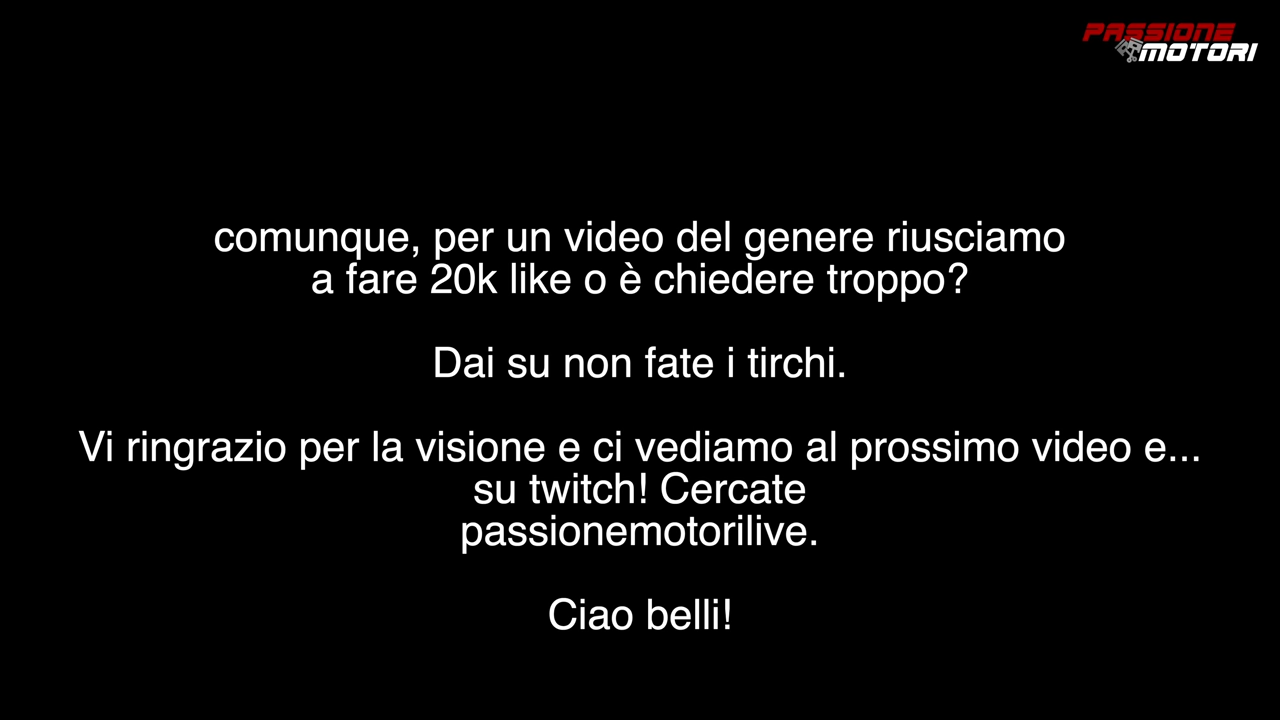 PASSIONE
MOTORI
comunque, per un video del genere riusciamo
a fare 20k like o è chiedere troppo?
Dai su non fate i tirchi.
Vi ringrazio per la visione e ci vediamo al prossimo video e...
su twitch! Cercate
passionemotorilive.
Ciao belli!